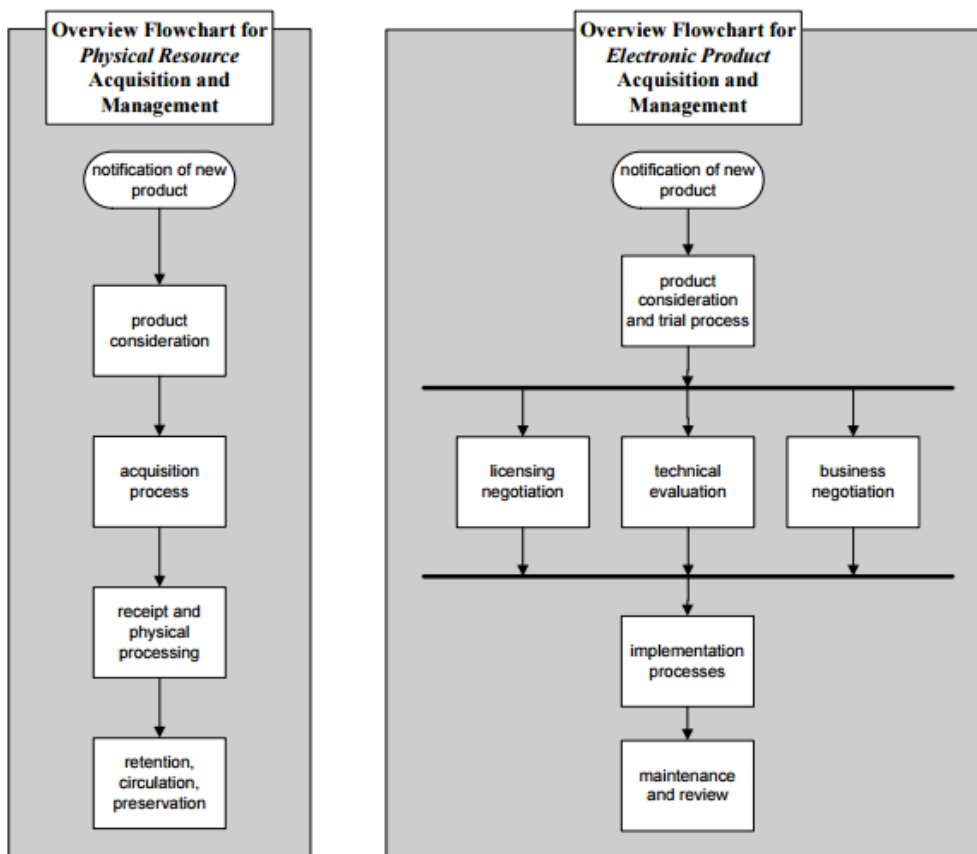 Overview Flowchart for
Physical Resource
Acquisition and
Management
notification of new
product
product
consideration
acquisition
process
receipt and
physical
processing
retention,
circulation,
preservation
Overview Flowchart for
Electronic Product
Acquisition and
Management
notification of new
product
product
consideration
and trial process
licensing
negotiation
technical
evaluation
business
negotiation
implementation
processes
maintenance
and review